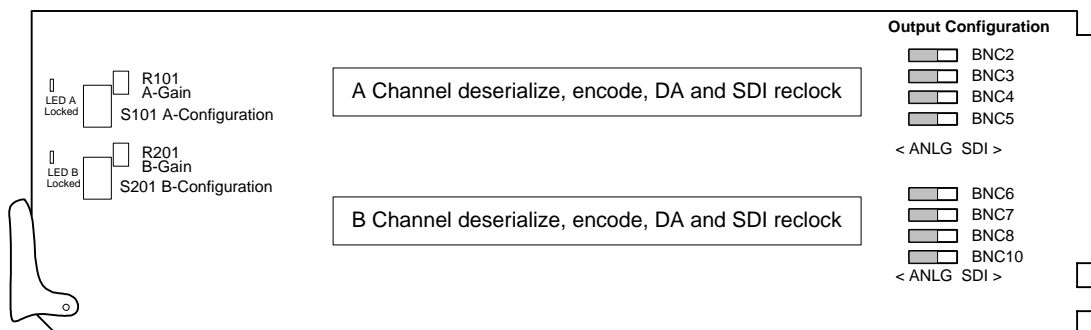 Output Configuration
BNC2
BNC3
BNC4
BNC5
< ANLG SDI >
R101
A-Gain
LED A
Locked
S101 A-Configuration
A Channel deserialize, encode, DA and SDI reclock
R201
B-Gain
LED B
Locked
S201 B-Configuration
B Channel deserialize, encode, DA and SDI reclock
BNC6
BNC7
BNC8
BNC10
< ANLG SDI >